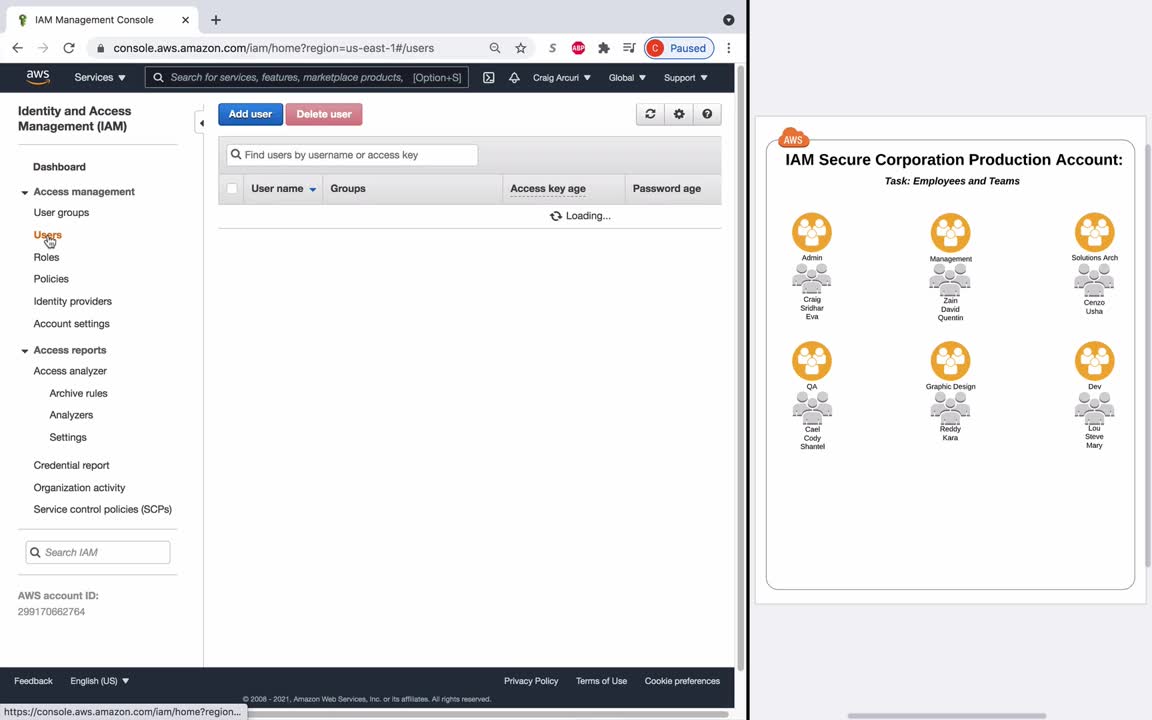 IAM Management Console
console.aws.amazon.com/iam/home?region=us-east-1#/users
S
ABP
C Paused
aws
Services
Search for services, features, marketplace products, [Option+S]
Craig Arcuri
Global
Support
Identity and Access
Management (IAM)
Dashboard
Access management
User groups
Users
Roles
Policies
Identity providers
Account settings
Access reports
Access analyzer
Archive rules
Analyzers
Settings
Credential report
Organization activity
Service control policies (SCPs)
Search IAM
AWS account ID:
299170662764
Add user
Delete user
Find users by username or access key
User name
Groups
Access key age
Password age
Loading...
Feedback
English (US)
Privacy Policy
Terms of Use
Cookie preferences
© 2008 - 2021, Amazon Web Services, Inc. or its affiliates. All rights reserved.
https://console.aws.amazon.com/iam/home?region...
AWS
IAM Secure Corporation Production Account:
Task: Employees and Teams
Admin
Craig
Sridhar
Eva
Management
Zain
David
Quentin
Solutions Arch
Cenzo
Usha
QA
Cael
Cody
Shantel
Graphic Design
Reddy
Kara
Dev
Lou
Steve
Mary